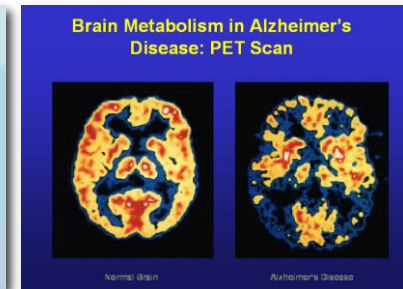 Brain Metabolism in Alzheimer's
Disease: PET Scan
Normal Brain
Alzheimer's Disease